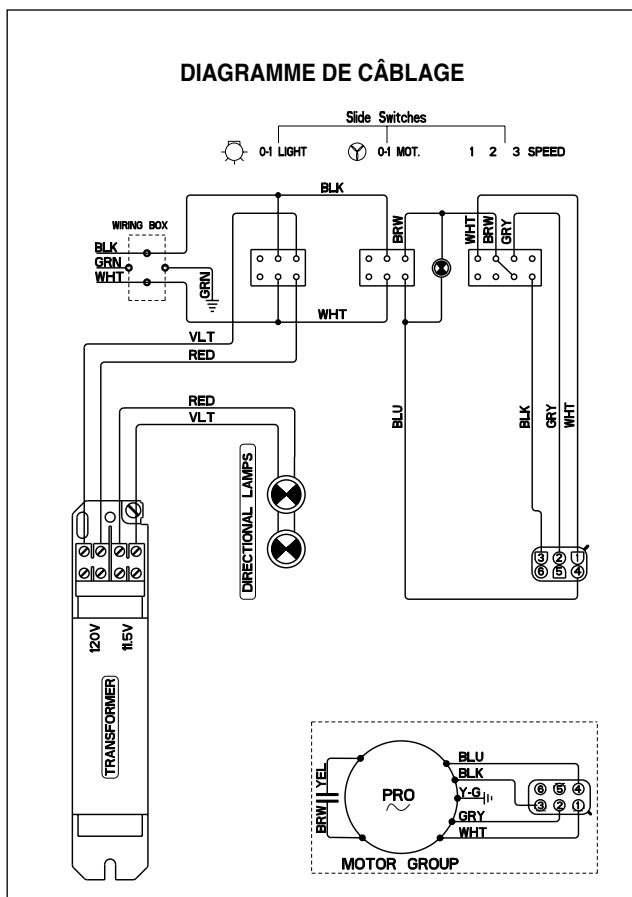 DIAGRAMME DE CÂBLAGE
Slide Switches
0-1 LIGHT
0-1 MOT.
1 2 3 SPEED
BLK
WIRING BOX
BLK
GRN
WHT
GRN
BRW
WHT
BRW
GRY
WHT
VLT
RED
RED
VLT
BLU
BLK
GRY
WHT
DIRECTIONAL LAMPS
3 2 1
6 5 4
120V
11.5V
TRANSFORMER
YEL
BRW
PRO
BLU
BLK
Y-G
GRY
WHT
6 5 4
3 2 1
MOTOR GROUP